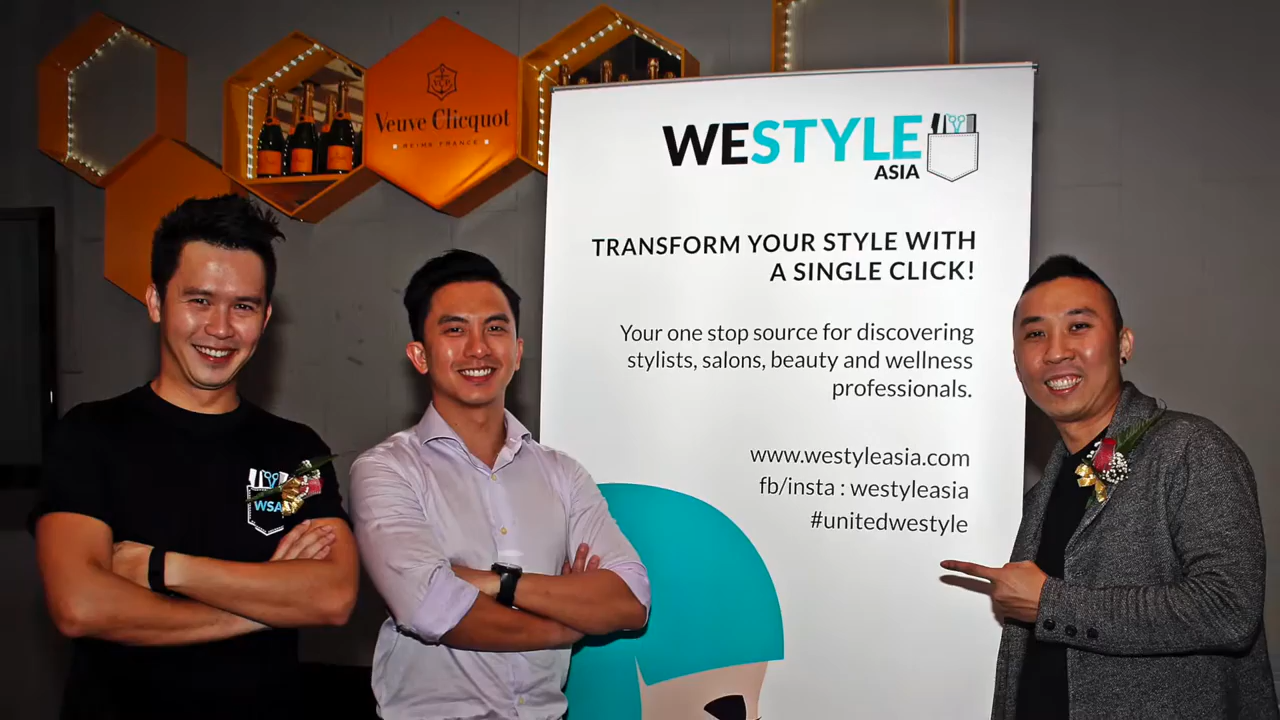 Veuve Clicquot
REIMS FRANCE
WESTYLE
ASIA
TRANSFORM YOUR STYLE WITH
A SINGLE CLICK!
Your one stop source for discovering
stylists, salons, beauty and wellness
professionals.
www.westyleasia.com
fb/insta : westyleasia
#unitedwestyle
WSA